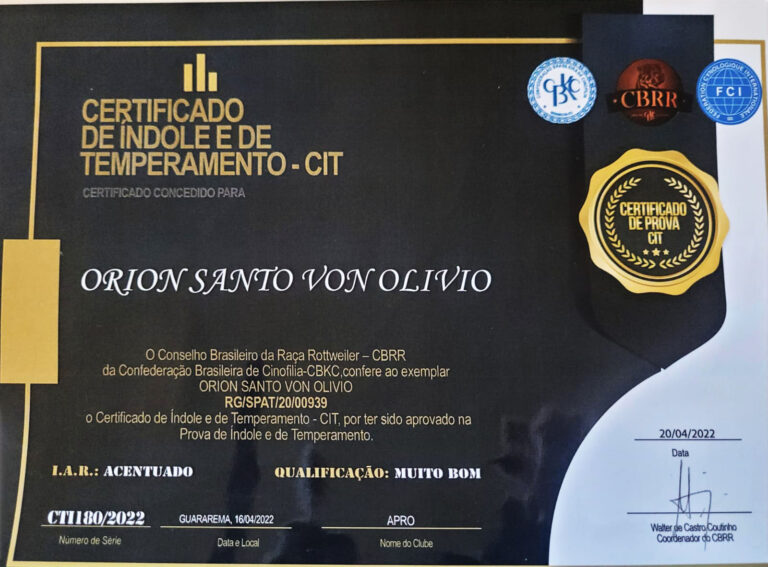 CERTIFICADO
DE ÍNDOLE E DE
TEMPERAMENTO - CIT
CERTIFICADO CONCEDIDO PARA
CBKC
CBRR
FEDERATION CYNOLOGIQUE INTERNATIONALE
FCI
CERTIFICADO
DE PROVA
CIT
ORION SANTO VON OLIVIO
O Conselho Brasileiro da Raça Rottweiler – CBRR
da Confederação Brasileira de Cinofilia-CBKC,confere ao exemplar
ORION SANTO VON OLIVIO
RG/SPAT/20/00939
o Certificado de Índole e de Temperamento - CIT, por ter sido aprovado na
Prova de Índole e de Temperamento.
I.A.R.: ACENTUADO
QUALIFICAÇÃO: MUITO BOM
CTI180/2022
Número de Série
GUARAREMA, 16/04/2022
Data e Local
APRO
Nome do Clube
20/04/2022
Data
Walter de Castro Coutinho
Coordenador do CBRR